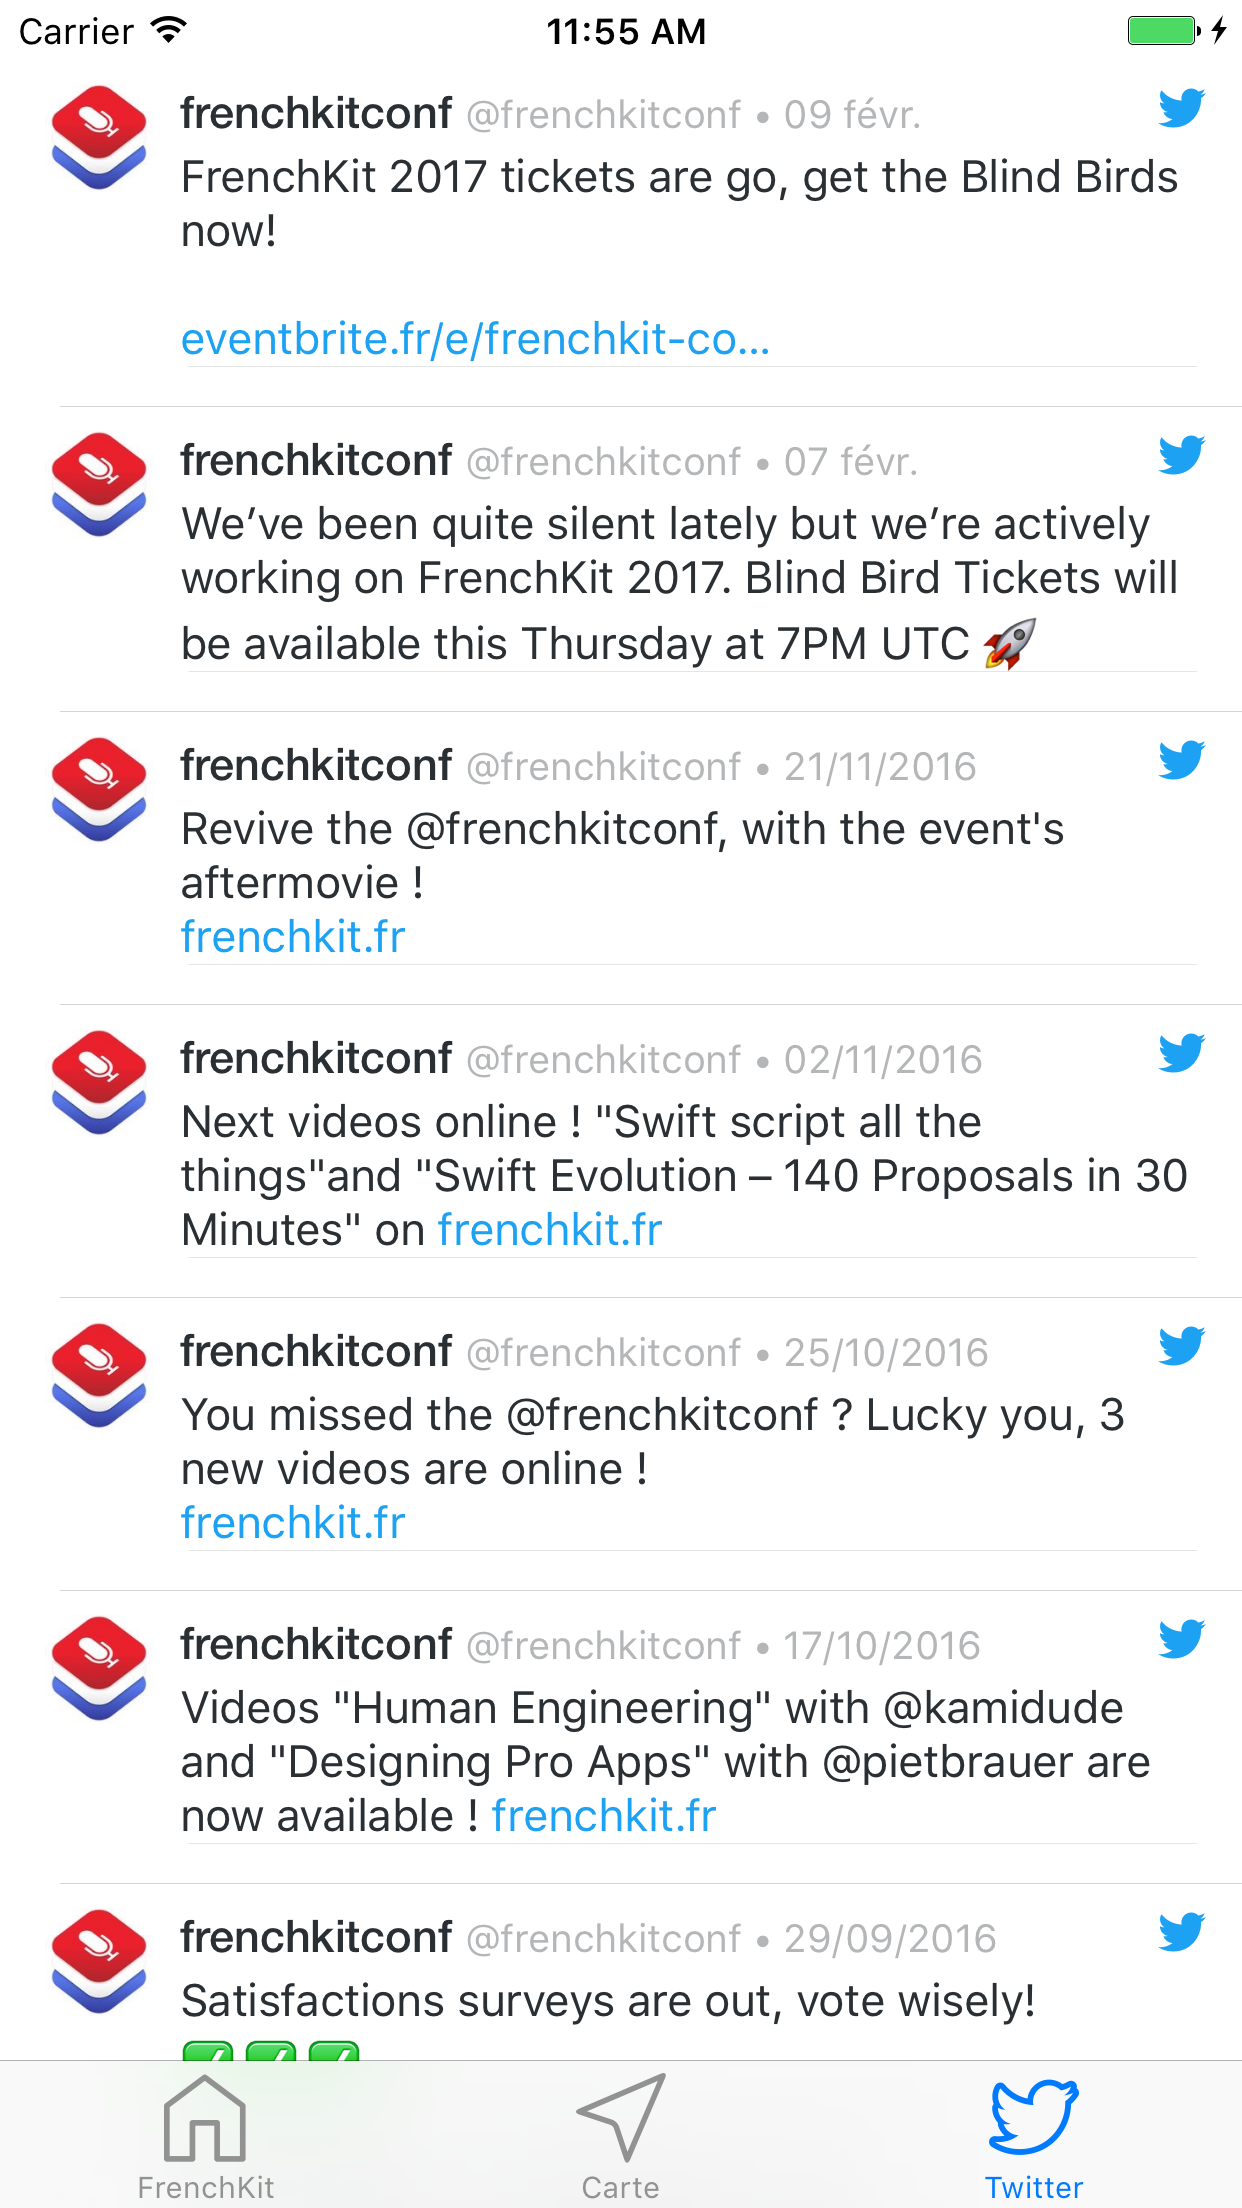 Carrier 11:55 AM
frenchkitconf @frenchkitconf • 09 févr.
FrenchKit 2017 tickets are go, get the Blind Birds
now!
eventbrite.fr/e/frenchkit-co...
frenchkitconf @frenchkitconf • 07 févr.
We’ve been quite silent lately but we’re actively
working on FrenchKit 2017. Blind Bird Tickets will
be available this Thursday at 7PM UTC 🚀
frenchkitconf @frenchkitconf • 21/11/2016
Revive the @frenchkitconf, with the event's
aftermovie !
frenchkit.fr
frenchkitconf @frenchkitconf • 02/11/2016
Next videos online ! "Swift script all the
things"and "Swift Evolution – 140 Proposals in 30
Minutes" on frenchkit.fr
frenchkitconf @frenchkitconf • 25/10/2016
You missed the @frenchkitconf ? Lucky you, 3
new videos are online !
frenchkit.fr
frenchkitconf @frenchkitconf • 17/10/2016
Videos "Human Engineering" with @kamidude
and "Designing Pro Apps" with @pietbrauer are
now available ! frenchkit.fr
frenchkitconf @frenchkitconf • 29/09/2016
Satisfactions surveys are out, vote wisely!
✅ ✅ ✅
FrenchKit Carte Twitter